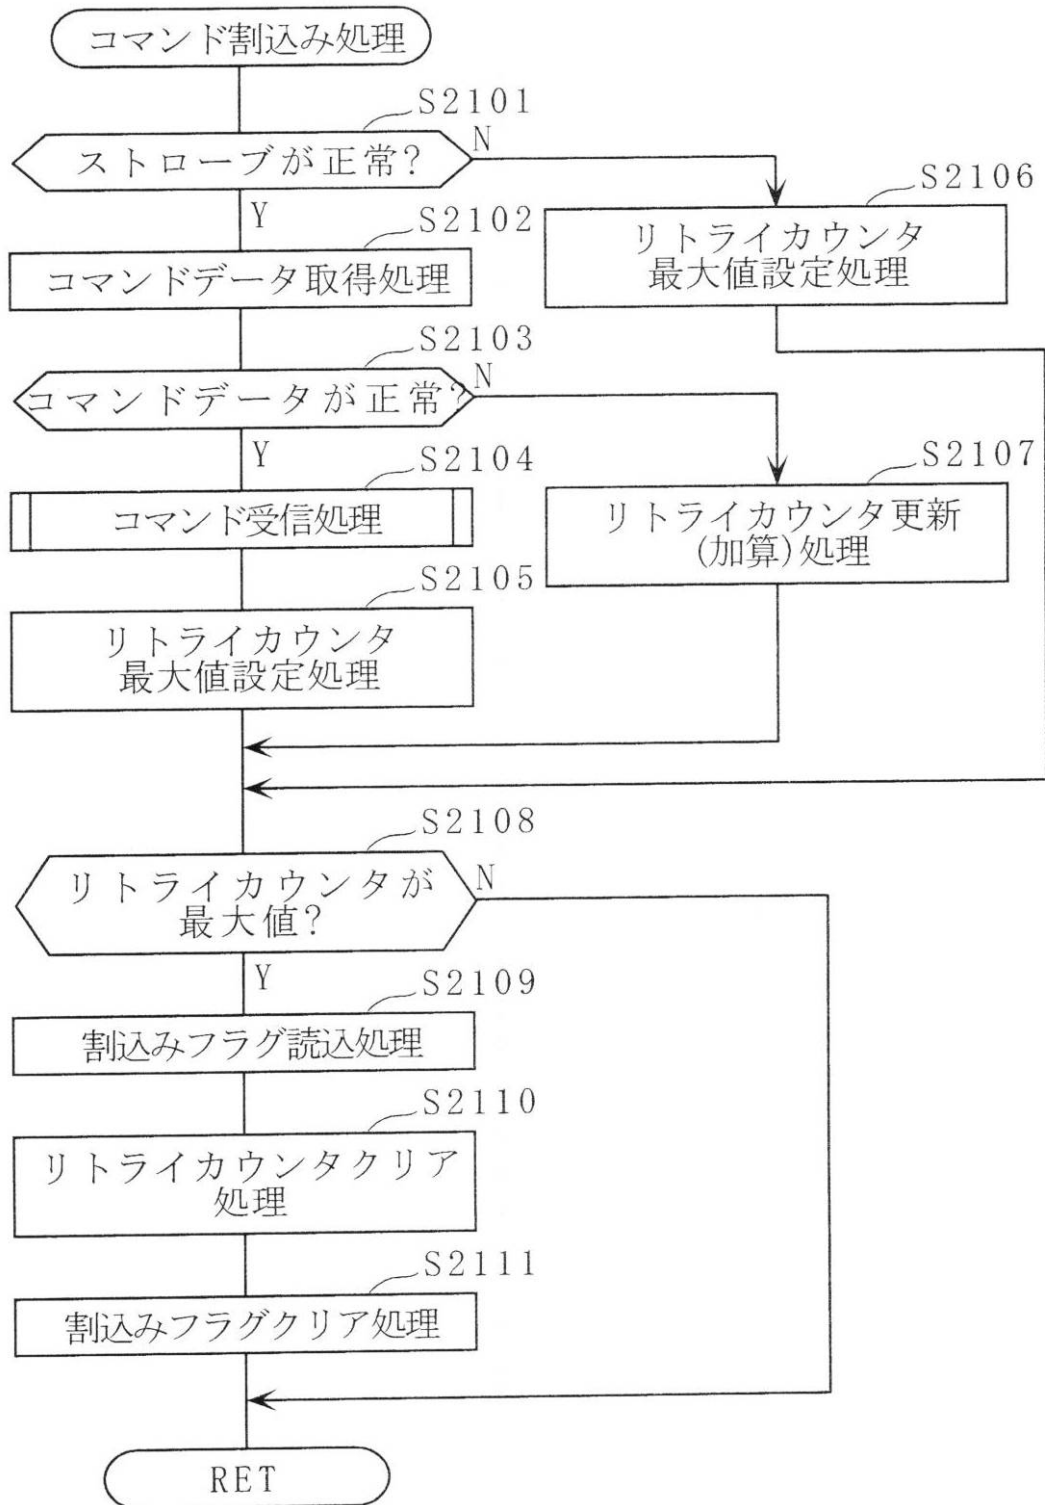 コマンド割込み処理
S2101
ストローブが正常?
N
Y
S2106
リトライカウンタ
最大値設定処理
S2102
コマンドデータ取得処理
S2103
コマンドデータが正常?
N
Y
S2104
コマンド受信処理
S2107
リトライカウンタ更新
(加算)処理
S2105
リトライカウンタ
最大値設定処理
S2108
リトライカウンタが
最大値?
N
Y
S2109
割込みフラグ読込処理
S2110
リトライカウンタクリア
処理
S2111
割込みフラグクリア処理
RET